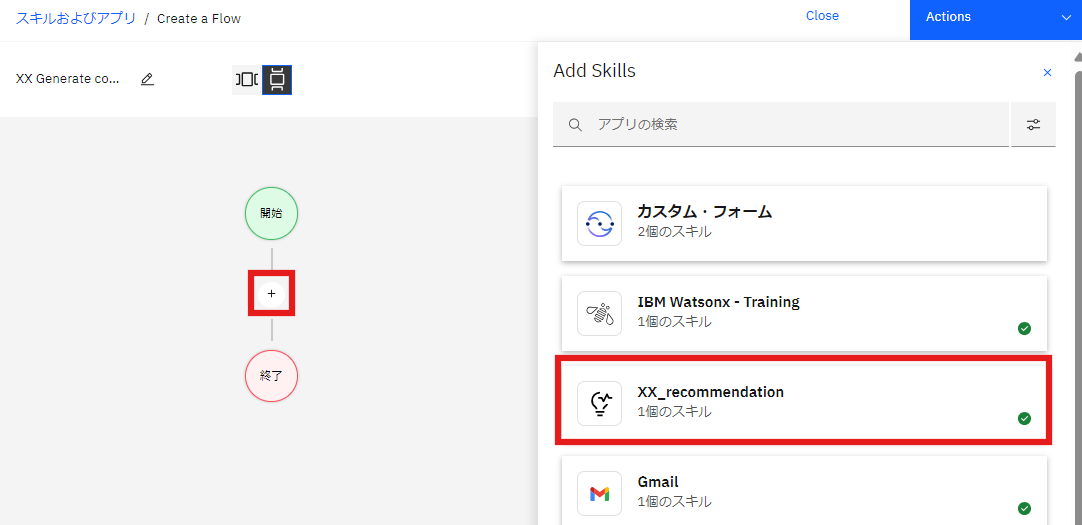 スキルおよびアプリ / Create a Flow
Close
Actions
XX Generate co...
Add Skills
アプリの検索
開始
+
終了
カスタム・フォーム
2個のスキル
IBM Watsonx - Training
1個のスキル
XX_recommendation
1個のスキル
Gmail
1個のスキル